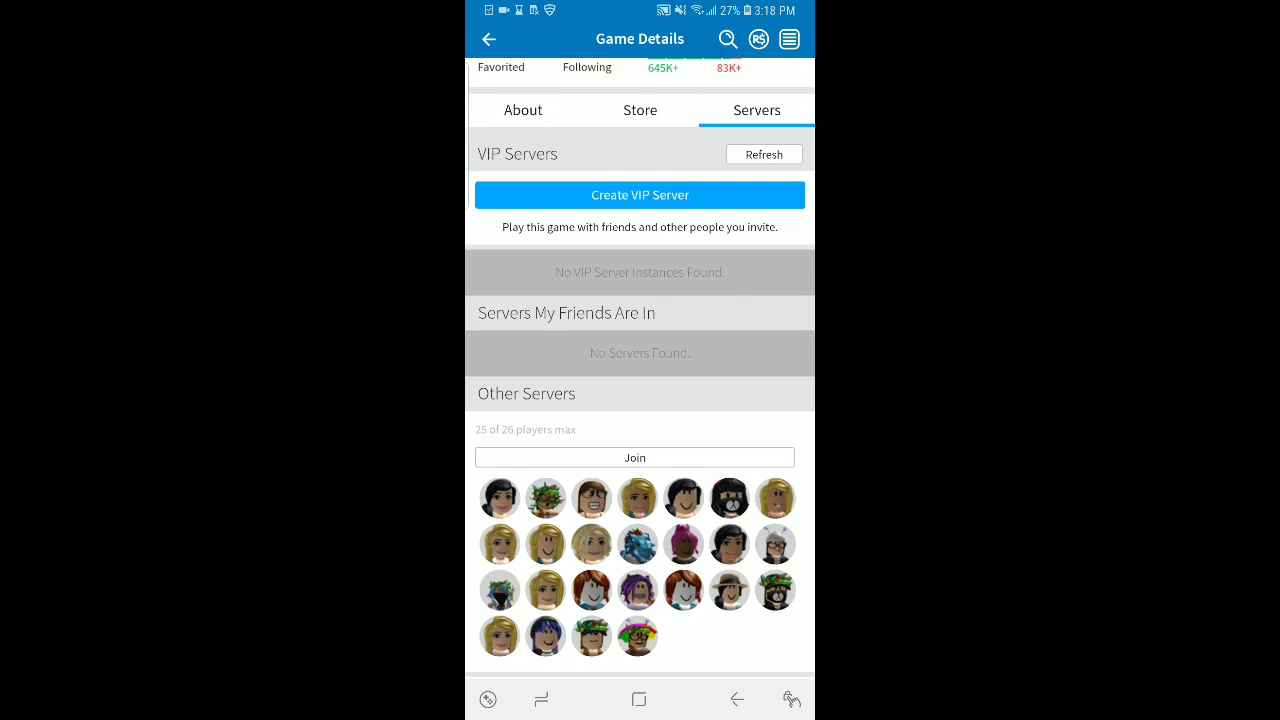 27% 3:18 PM
Game Details
R$
Favorited Following 645K+ 83K+
About Store Servers
VIP Servers Refresh
Create VIP Server
Play this game with friends and other people you invite.
No VIP Server Instances Found.
Servers My Friends Are In
No Servers Found.
Other Servers
25 of 26 players max
Join